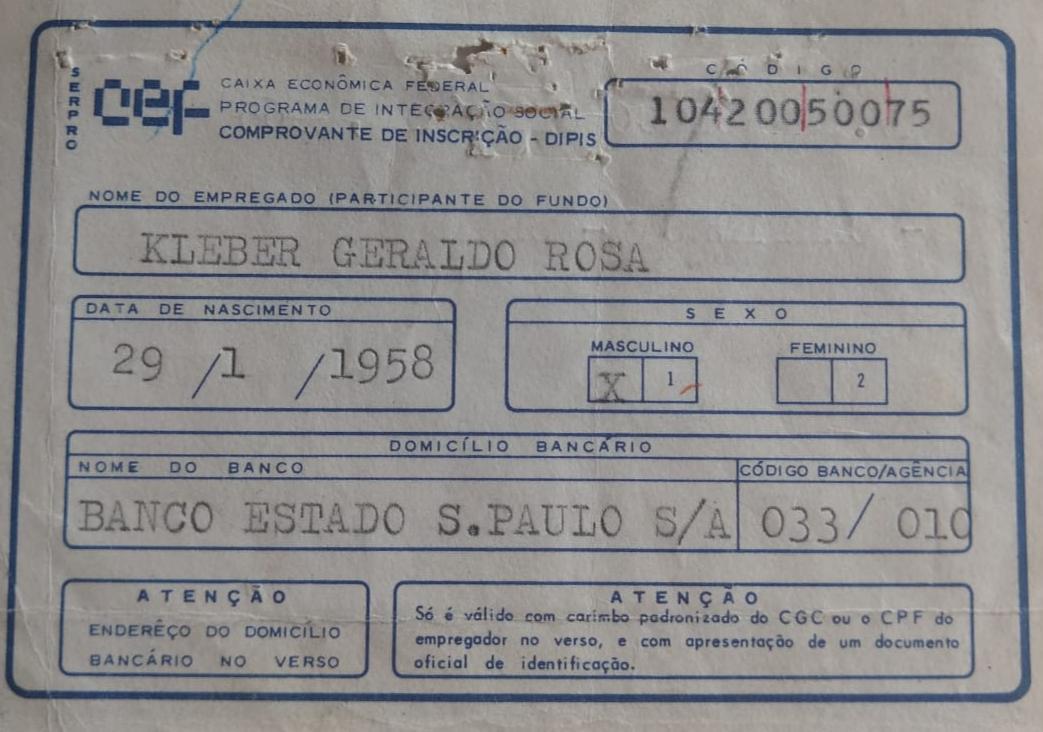 SERPRO
CEF
CAIXA ECONÔMICA FEDERAL
PROGRAMA DE INTEGRAÇÃO SOCIAL
COMPROVANTE DE INSCRIÇÃO - DIPIS
CÓDIGO
10420050075
NOME DO EMPREGADO (PARTICIPANTE DO FUNDO)
KLEBER GERALDO ROSA
DATA DE NASCIMENTO
29 /1 /1958
SEXO
MASCULINO
X 1
FEMININO
2
DOMICÍLIO BANCÁRIO
NOME DO BANCO
CÓDIGO BANCO/AGÊNCIA
BANCO ESTADO S.PAULO S/A
033/ 010
ATENÇÃO
ENDERÊÇO DO DOMICÍLIO
BANCÁRIO NO VERSO
ATENÇÃO
Só é válido com carimbo padronizado do CGC ou o CPF do
empregador no verso, e com apresentação de um documento
oficial de identificação.